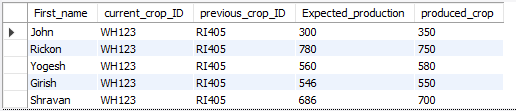 First_name current_crop_ID previous_crop_ID Expected_production produced_crop
John WH123 RI405 300 350
Rickon WH123 RI405 780 750
Yogesh WH123 RI405 560 580
Girish WH123 RI405 546 550
Shravan WH123 RI405 686 700